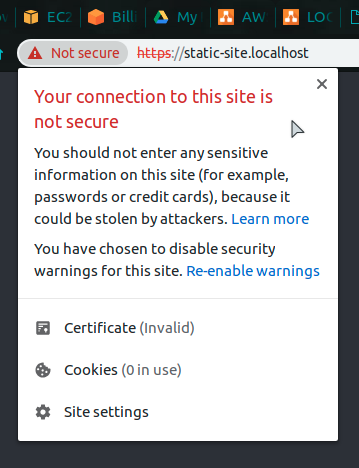 EC2 Billi My AW LOC
Not secure https://static-site.localhost
Your connection to this site is
not secure
You should not enter any sensitive
information on this site (for example,
passwords or credit cards), because it
could be stolen by attackers. Learn more
You have chosen to disable security
warnings for this site. Re-enable warnings
Certificate (Invalid)
Cookies (0 in use)
Site settings